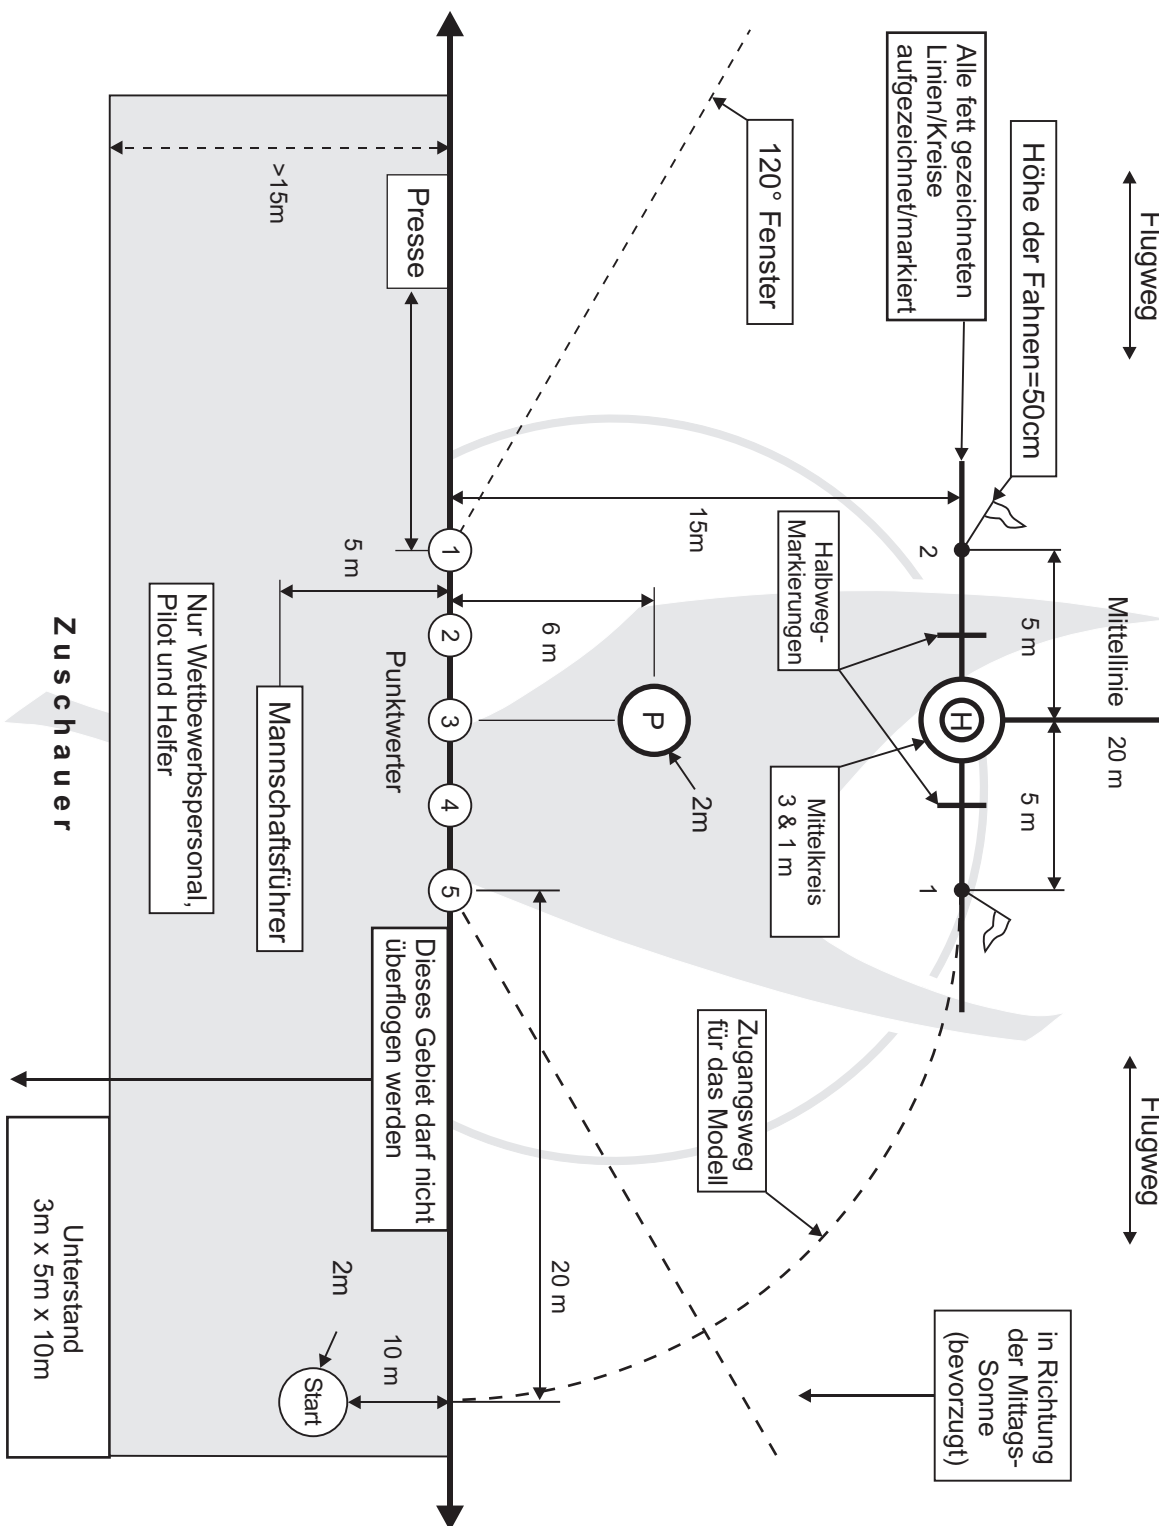 Flugweg
Mittellinie
20 m
Flugweg
Höhe der Fahnen=50cm
5 m
5 m
in Richtung
der Mittags-
Sonne
(bevorzugt)
Alle fett gezeichneten
Linien/Kreise
aufgezeichnet/markiert
2
H
1
120° Fenster
15m
Halbweg-
Markierungen
Mittelkreis
3 & 1 m
Zugangsweg
für das Modell
6 m
P
2m
20 m
1
2
3
4
5
Presse
Punktwerter
Dieses Gebiet darf nicht
überflogen werden
>15m
5 m
Mannschaftsführer
10 m
2m
Start
Nur Wettbewerbspersonal,
Pilot und Helfer
Zuschauer
Unterstand
3m x 5m x 10m